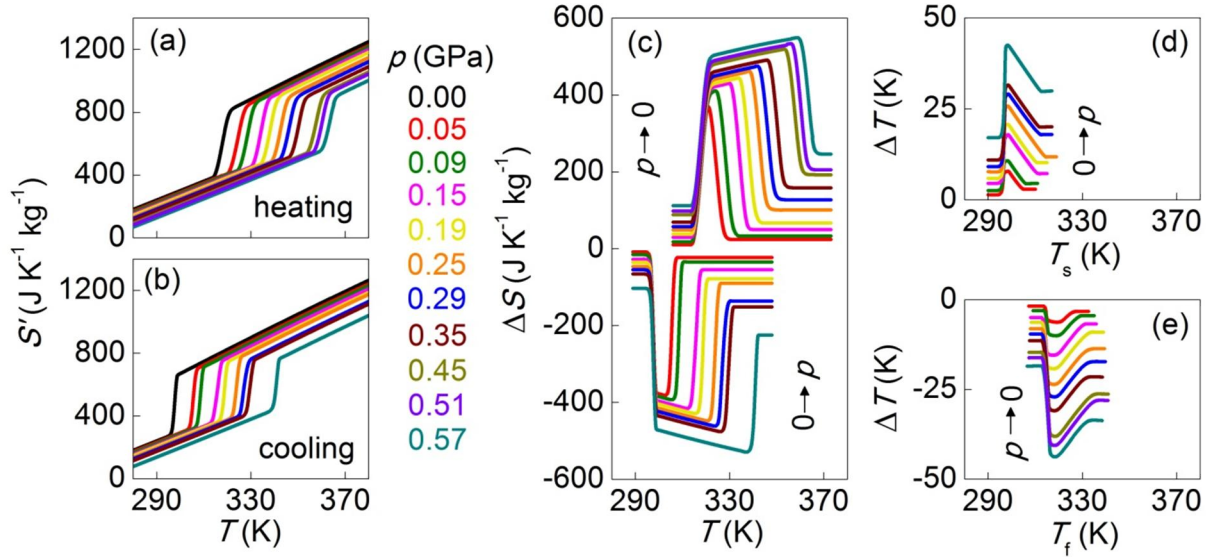 (a)
1200
800
400
0
S′(J K⁻¹ kg⁻¹)
heating
(b)
1200
800
400
0
cooling
290 330 370
T (K)
p (GPa)
0.00
0.05
0.09
0.15
0.19
0.25
0.29
0.35
0.45
0.51
0.57
(c)
600
400
200
0
-200
-400
-600
ΔS (J K⁻¹ kg⁻¹)
p→0
0→p
290 330 370
T (K)
(d)
50
25
0
ΔT (K)
0→p
290 330 370
Tₛ (K)
(e)
0
-25
-50
ΔT (K)
p→0
290 330 370
T_f (K)